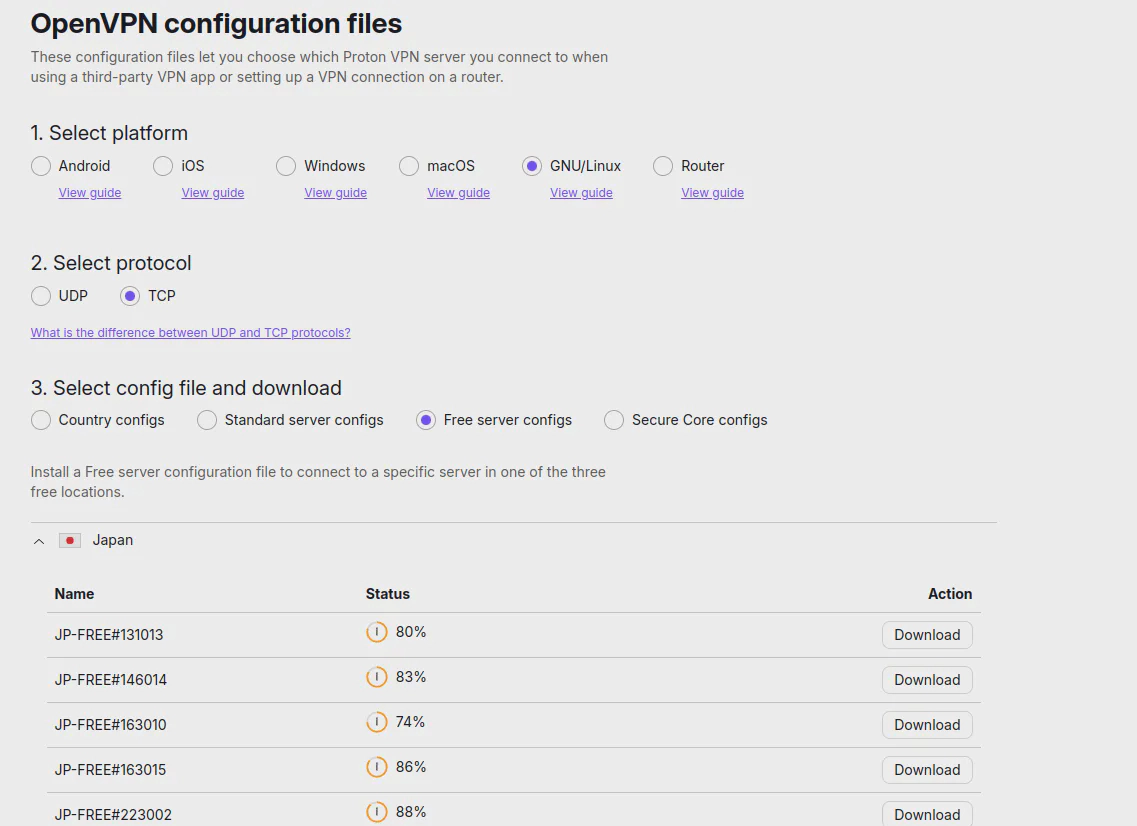 OpenVPN configuration files
These configuration files let you choose which Proton VPN server you connect to when
using a third-party VPN app or setting up a VPN connection on a router.
1. Select platform
Android iOS Windows macOS GNU/Linux Router
View guide View guide View guide View guide View guide View guide
2. Select protocol
UDP TCP
What is the difference between UDP and TCP protocols?
3. Select config file and download
Country configs Standard server configs Free server configs Secure Core configs
Install a Free server configuration file to connect to a specific server in one of the three
free locations.
Japan
Name Status Action
JP-FREE#131013 80% Download
JP-FREE#146014 83% Download
JP-FREE#163010 74% Download
JP-FREE#163015 86% Download
JP-FREE#223002 88% Download